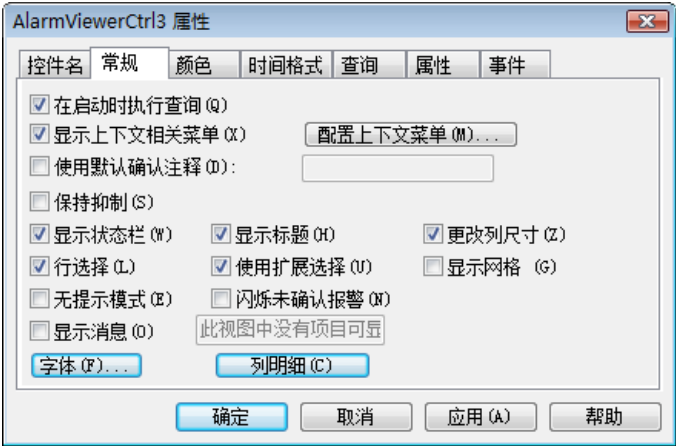 AlarmViewerCtrl3 属性
控件名 常规 颜色 时间格式 查询 属性 事件
在启动时执行查询(Q)
显示上下文相关菜单(X) 配置上下文菜单(M)...
使用默认确认注释(D):
保持抑制(S)
显示状态栏(W) 显示标题(H) 更改列尺寸(Z)
行选择(L) 使用扩展选择(U) 显示网格 (G)
无提示模式(E) 闪烁未确认报警(N)
显示消息(O) 此视图中没有项目可显
字体(F)... 列明细(C)
确定 取消 应用(A) 帮助